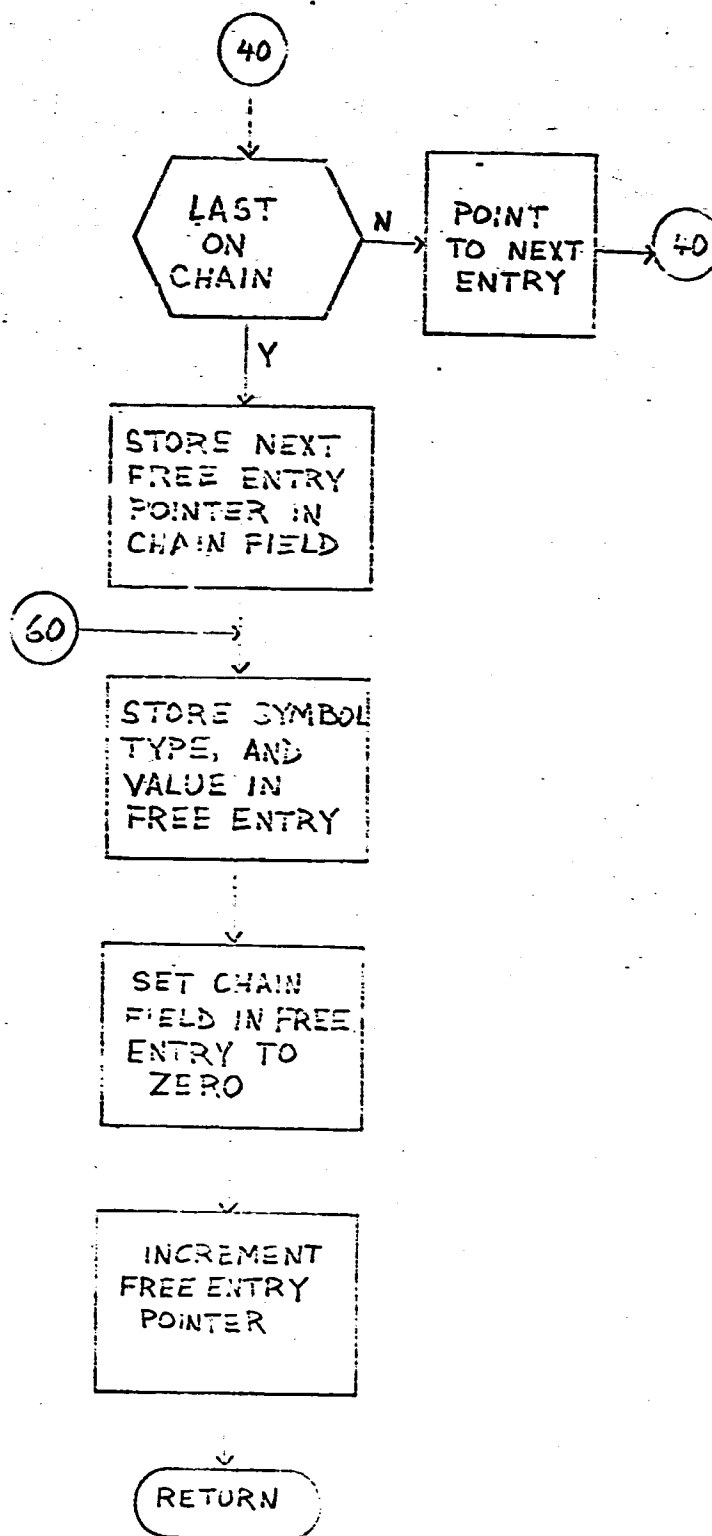 40
LAST
ON
CHAIN
N
POINT
TO NEXT
ENTRY
40
Y
STORE NEXT
FREE ENTRY
POINTER IN
CHAIN FIELD
60
STORE SYMBOL
TYPE, AND
VALUE IN
FREE ENTRY
SET CHAIN
FIELD IN FREE
ENTRY TO
ZERO
INCREMENT
FREE ENTRY
POINTER
RETURN